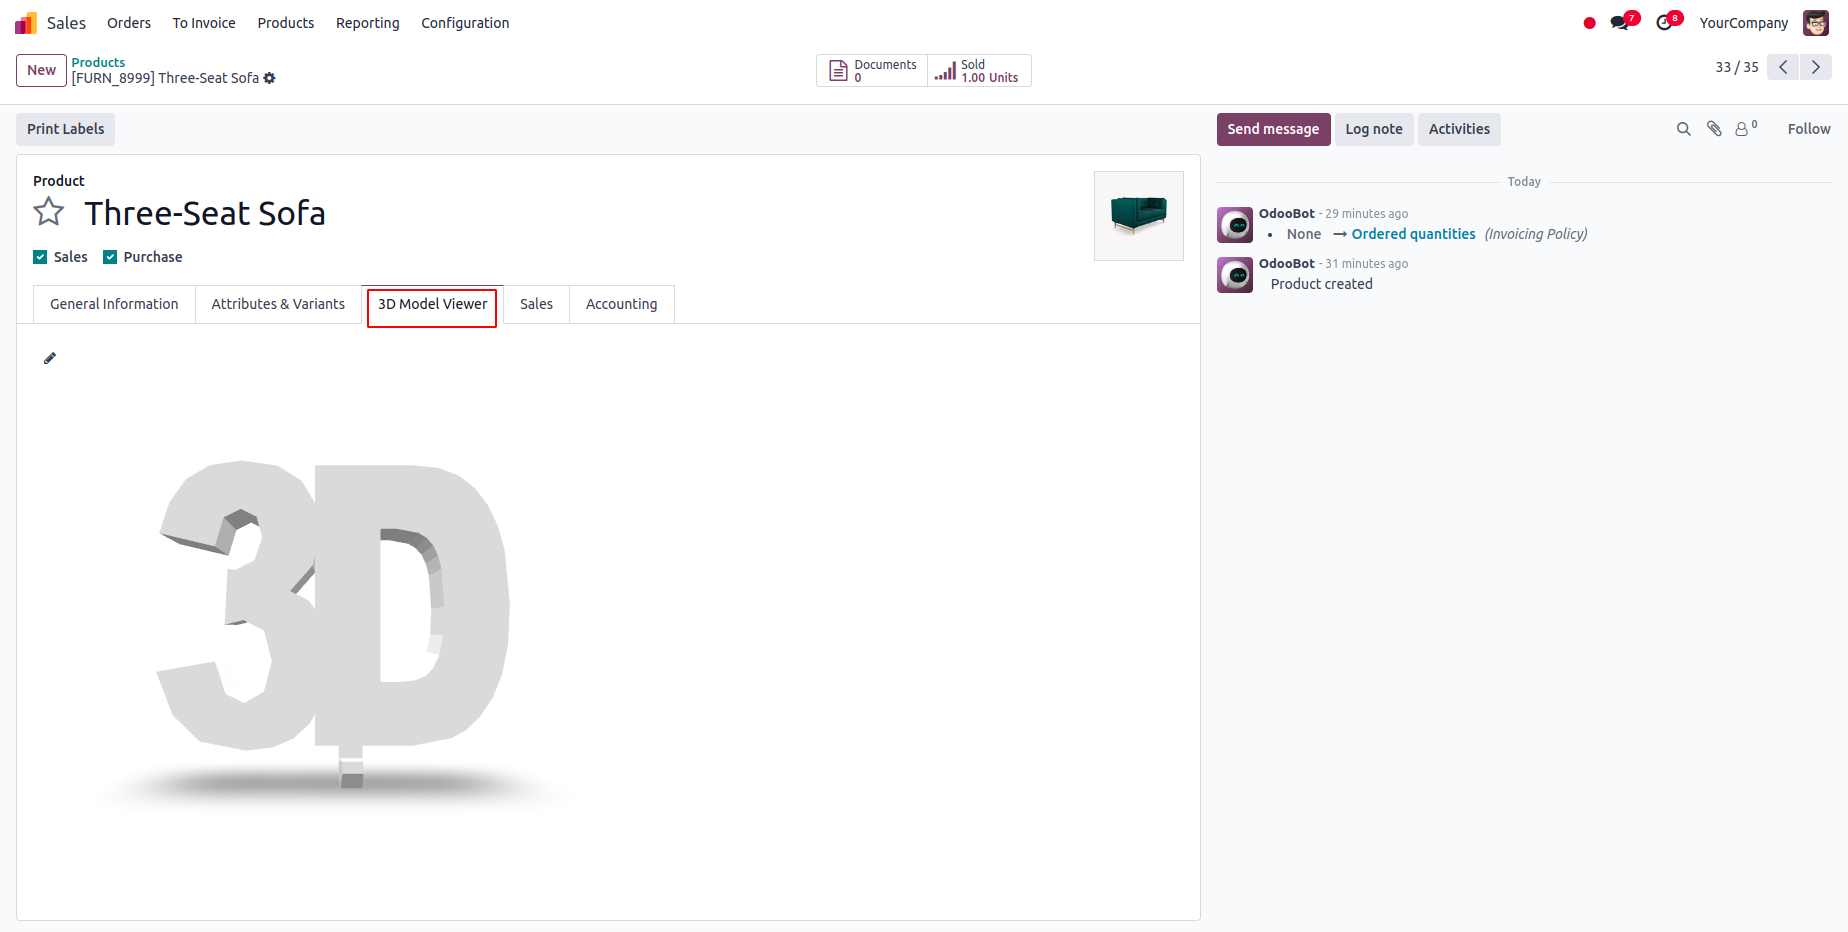 Sales Orders To Invoice Products Reporting Configuration 7 8 YourCompany
New Products
[FURN_8999] Three-Seat Sofa
Documents
0
Sold
1.00 Units
33 / 35
Print Labels
Send message Log note Activities 0 Follow
Product
Three-Seat Sofa
Sales Purchase
General Information Attributes & Variants 3D Model Viewer Sales Accounting
3D
Today
OdooBot - 29 minutes ago
• None → Ordered quantities (Invoicing Policy)
OdooBot - 31 minutes ago
Product created